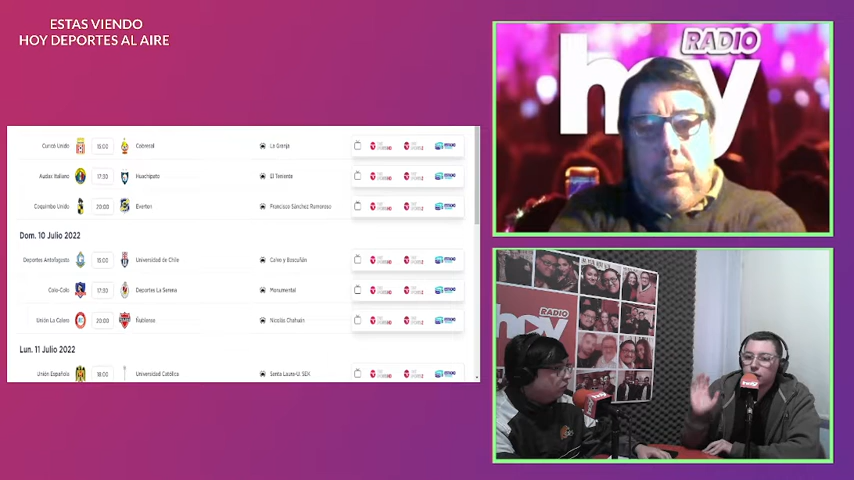 ESTAS VIENDO
HOY DEPORTES AL AIRE
RADIO
hoy
Curicó Unido 15:00 Cobresal La Granja
Audax Italiano 17:30 Huachipato El Teniente
Coquimbo Unido 20:00 Everton Francisco Sánchez Rumoroso
Dom. 10 Julio 2022
Deportes Antofagasta 15:00 Universidad de Chile Calvo y Bascuñán
Colo-Colo 17:30 Deportes La Serena Monumental
Unión La Calera 20:00 Ñublense Nicolás Chahuán
Lun. 11 Julio 2022
Unión Española 18:00 Universidad Católica Santa Laura-U. SEK
RADIO
hoy